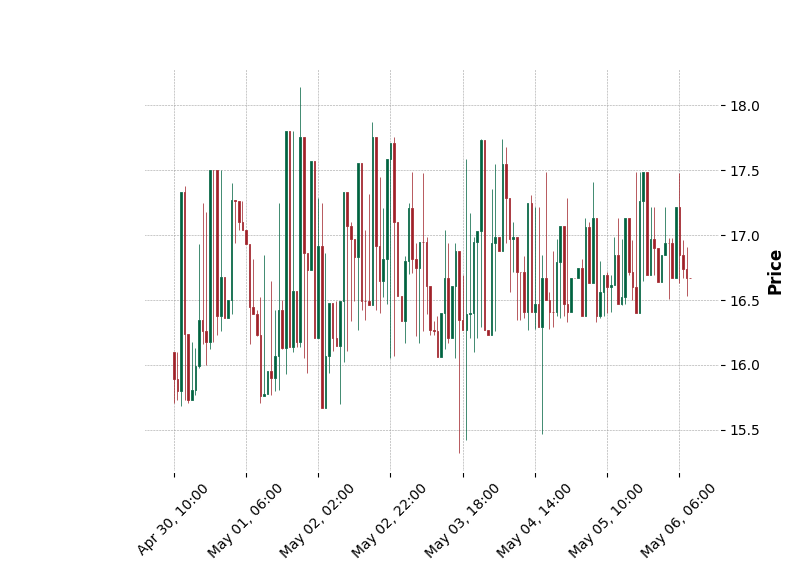 18.0
17.5
17.0
16.5
16.0
15.5
Price
Apr 30, 10:00
May 01, 06:00
May 02, 02:00
May 02, 22:00
May 03, 18:00
May 04, 14:00
May 05, 10:00
May 06, 06:00